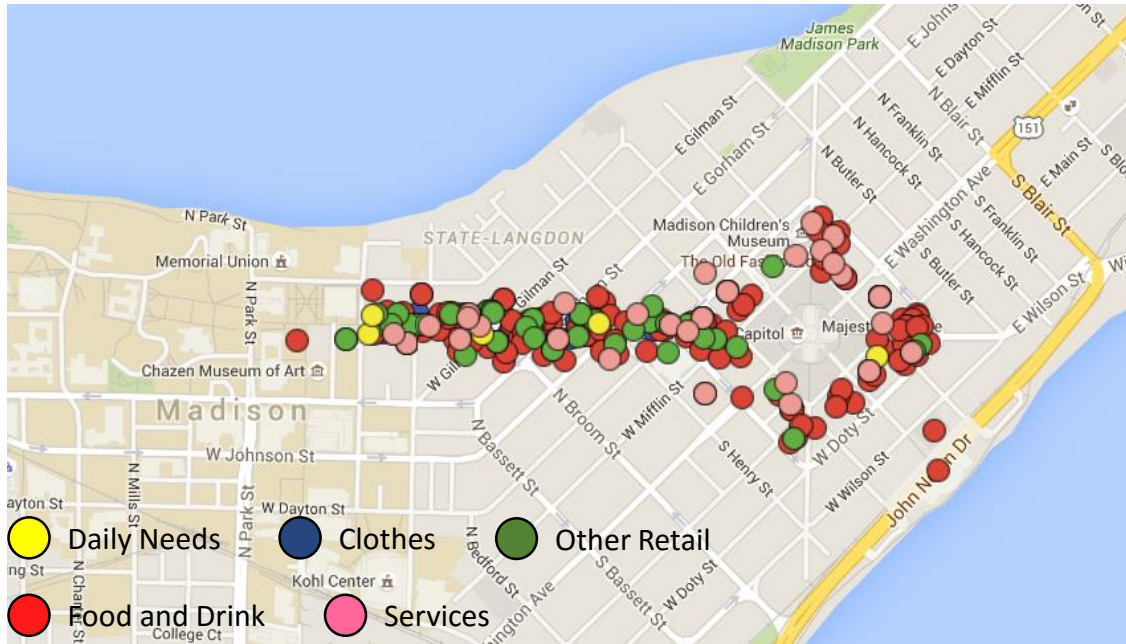 James
Madison Park
E Johns
E Dayton St
E Mifflin St
N Blair St
151
E Gilman St
E Gorham St
N Franklin St
N Hancock St
E Main St
S Blo
N Butler St
E Washington Ave
S Blair St
N Park St
STATE-LANGDON
Madison Children's
Museum
The Old Fas
S Franklin St
S Hancock St
S Butler St
Memorial Union
Gilman St
E Wilson St
Wi
N Park St
Capitol
Majest
Chazen Museum of Art
W Gil
Madison
N Broom St
W Mifflin St
N Bassett St
W Doty St
W Johnson St
S Henry St
W Wilson St
N Mills St
John N
n Dr
ayton St
W Dayton St
N Park St
Daily Needs
Clothes
Other Retail
ng St
N Bedford St
S Bassett St
W Doty St
Kohl Center
Food and Drink
Services
College Ct
ington Ave